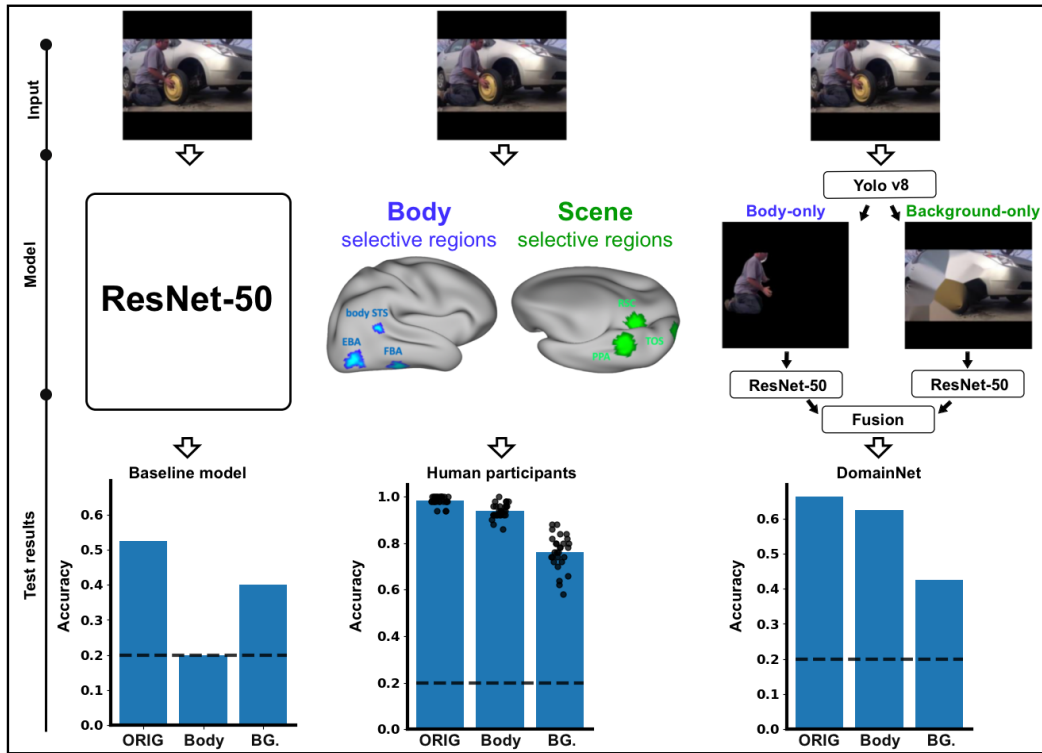 Input
Model
Test results
ResNet-50
Body
selective regions
Scene
selective regions
body STS
EBA
FBA
RSC
TOS
PPA
Yolo v8
Body-only
Background-only
ResNet-50
ResNet-50
Fusion
Baseline model
Accuracy
0.6
0.5
0.4
0.3
0.2
0.1
0.0
ORIG
Body
BG.
Human participants
Accuracy
1.0
0.8
0.6
0.4
0.2
0.0
ORIG
Body
BG.
DomainNet
Accuracy
0.6
0.5
0.4
0.3
0.2
0.1
0.0
ORIG
Body
BG.